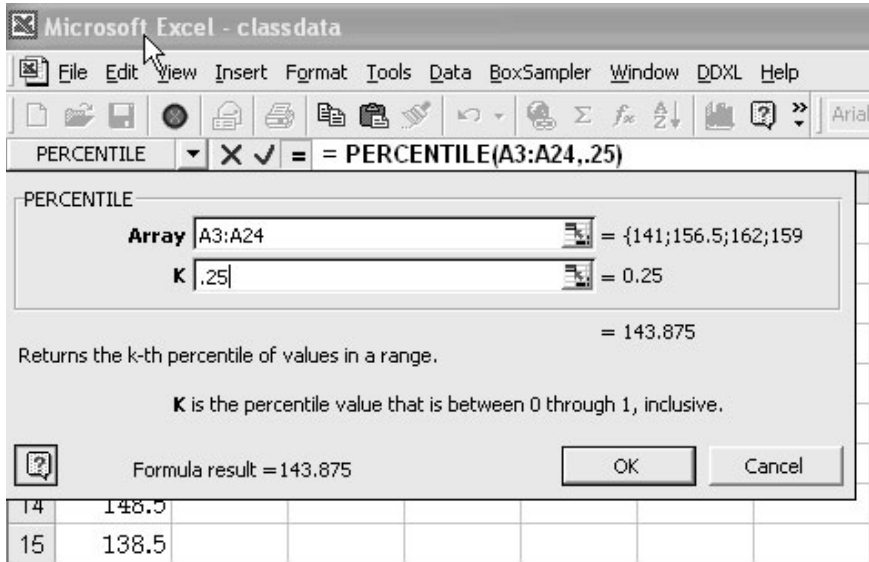 Microsoft Excel - classdata
File Edit View Insert Format Tools Data BoxSampler Window DDXL Help
Arial
PERCENTILE = = PERCENTILE(A3:A24,.25)
PERCENTILE
Array A3:A24 = {141;156.5;162;159
K .25 = 0.25
= 143.875
Returns the k-th percentile of values in a range.
K is the percentile value that is between 0 through 1, inclusive.
Formula result =143.875 OK Cancel
14 148.5
15 138.5